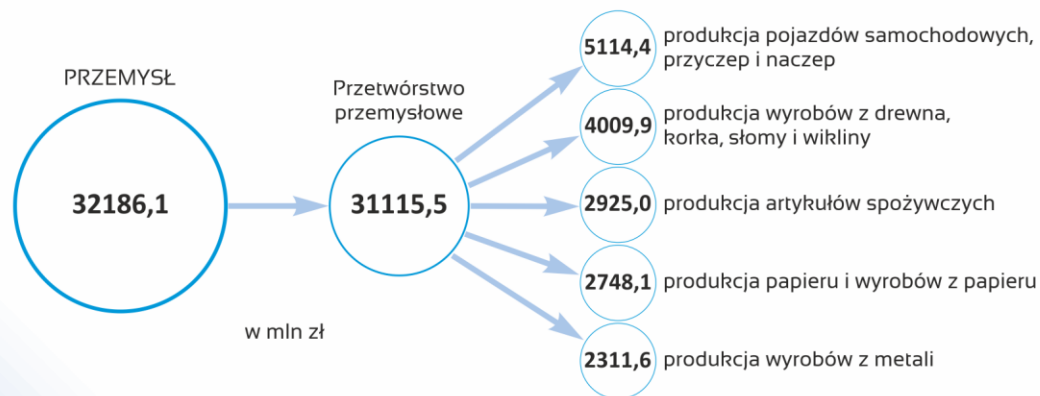 PRZEMYSŁ
32186,1
Przetwórstwo
przemysłowe
31115,5
w mln zł
5114,4
produkcja pojazdów samochodowych,
przyczep i naczep
4009,9
produkcja wyrobów z drewna,
korka, słomy i wikliny
2925,0
produkcja artykułów spożywczych
2748,1
produkcja papieru i wyrobów z papieru
2311,6
produkcja wyrobów z metali